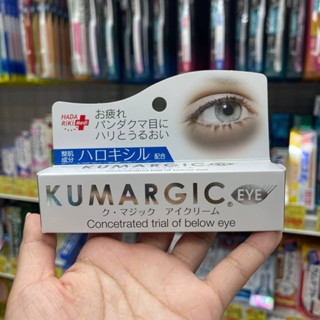 HADA
RiKi
med
お疲れ
パンダクマ目に
ハリとうるおい
整肌
成分
ハロキシル
配合
KUMARGIC® EYE
ク・マジック アイクリーム
Concetrated trial of below eye